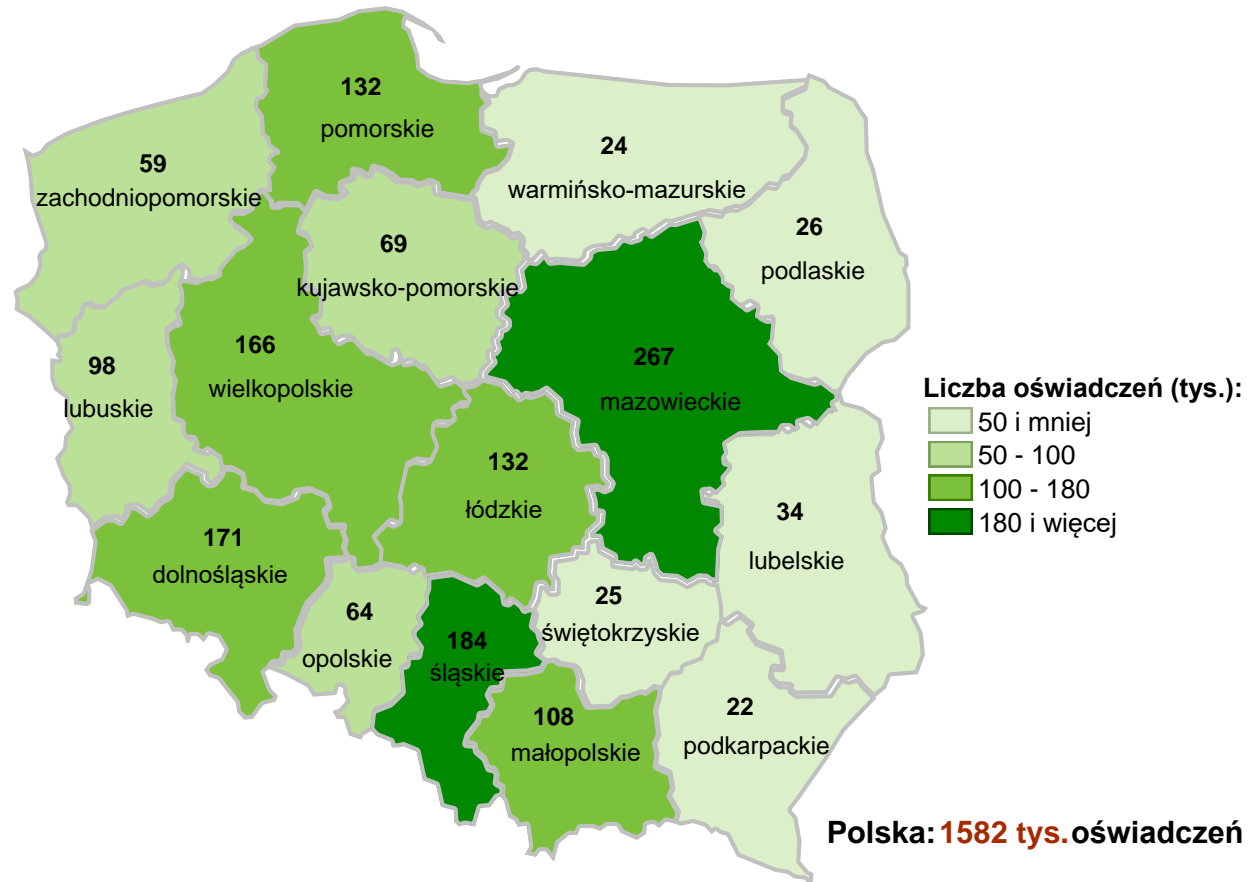 132
pomorskie
24
warmińsko-mazurskie
59
zachodniopomorskie
26
podlaskie
69
kujawsko-pomorskie
166
wielkopolskie
267
mazowieckie
98
lubuskie
Liczba oświadczeń (tys.):
50 i mniej
50 - 100
100 - 180
180 i więcej
132
łódzkie
34
lubelskie
171
dolnośląskie
64
opolskie
25
świętokrzyskie
184
śląskie
108
małopolskie
22
podkarpackie
Polska: 1582 tys. oświadczeń